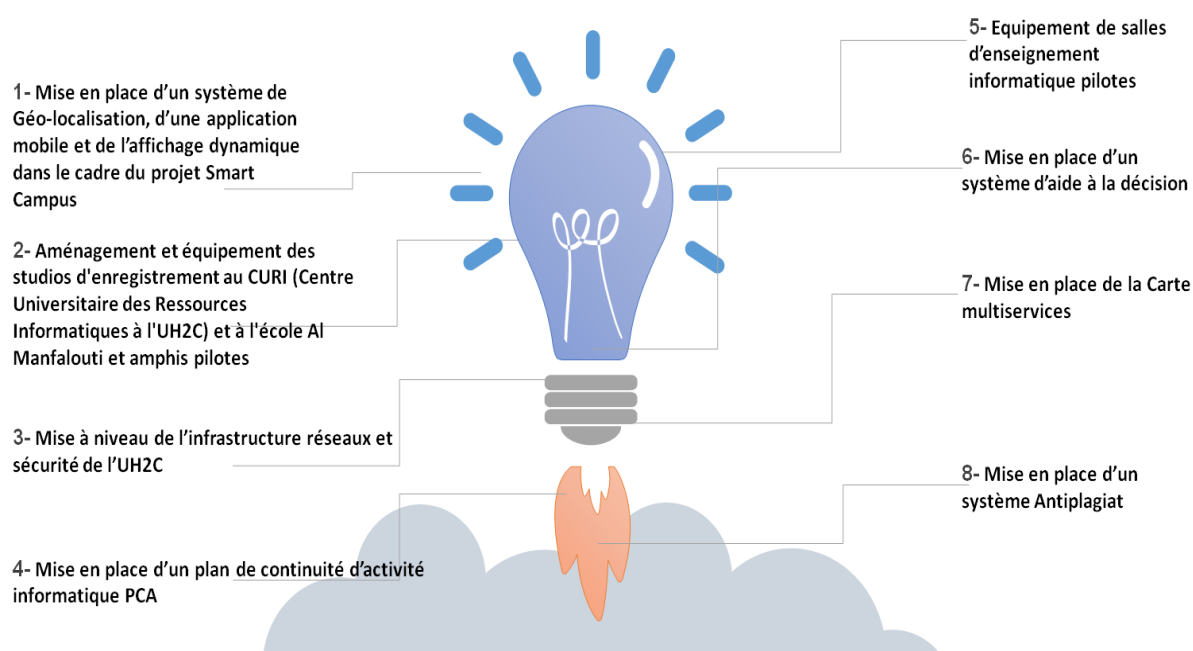 1- Mise en place d’un système de
Géo-localisation, d’une application
mobile et de l’affichage dynamique
dans le cadre du projet Smart
Campus
2- Aménagement et équipement des
studios d'enregistrement au CURI (Centre
Universitaire des Ressources
Informatiques à l'UH2C) et à l'école Al
Manfalouti et amphis pilotes
3- Mise à niveau de l’infrastructure réseaux et
sécurité de l’UH2C
4- Mise en place d’un plan de continuité d’activité
informatique PCA
5- Equipement de salles
d’enseignement
informatique pilotes
6- Mise en place d’un
système d’aide à la décision
7- Mise en place de la Carte
multiservices
8- Mise en place d’un
système Antiplagiat